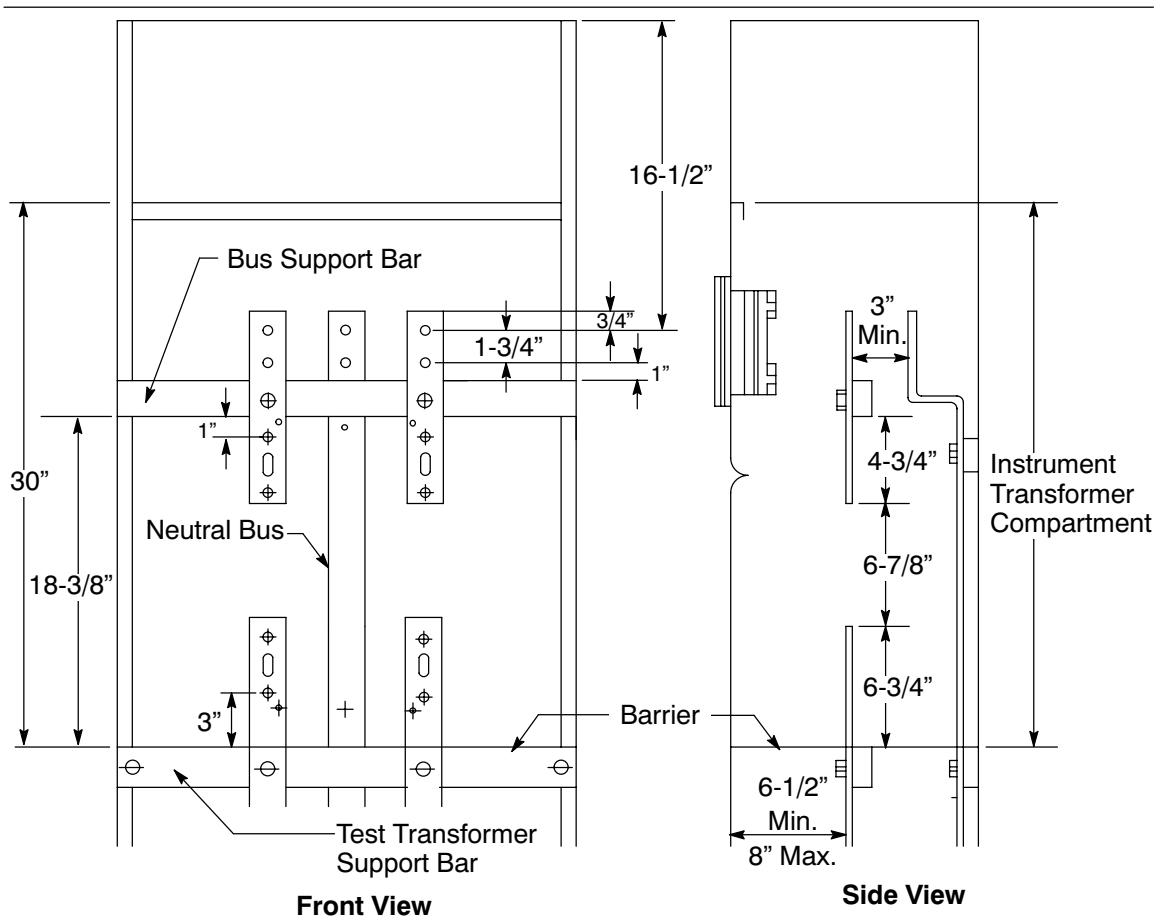 16-1/2”
Bus Support Bar
3/4”
1-3/4”
1”
3”
Min.
1”
30”
4-3/4”
Instrument
Transformer
Compartment
Neutral Bus
6-7/8”
18-3/8”
6-3/4”
3”
Barrier
6-1/2”
Min.
8” Max.
Test Transformer
Support Bar
Front View
Side View